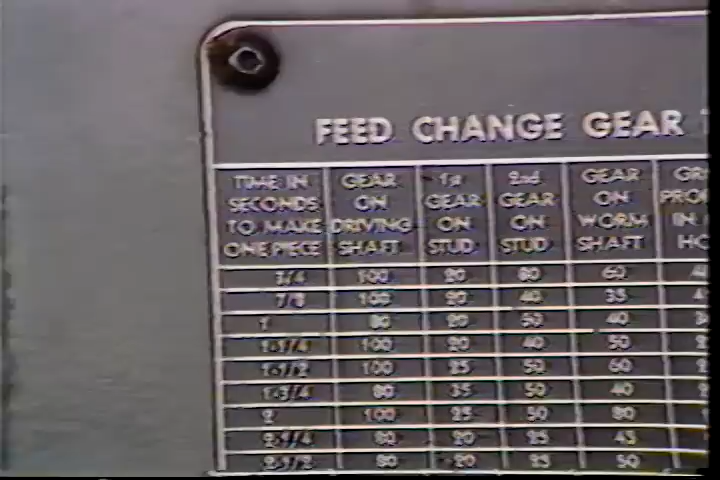 FEED CHANGE GEAR
TIME IN SECONDS TO MAKE ONE PIECE
GEAR ON DRIVING SHAFT
1st GEAR ON STUD
2nd GEAR ON STUD
GEAR ON WORM SHAFT
3/4 100 20 80 60
7/8 100 20 40 35
1 80 20 50 40
1-1/4 100 20 40 50
1-1/2 100 25 50 60
1-3/4 80 35 50 40
2 100 25 50 80
2-1/4 80 20 25 45
2-1/2 80 20 25 50